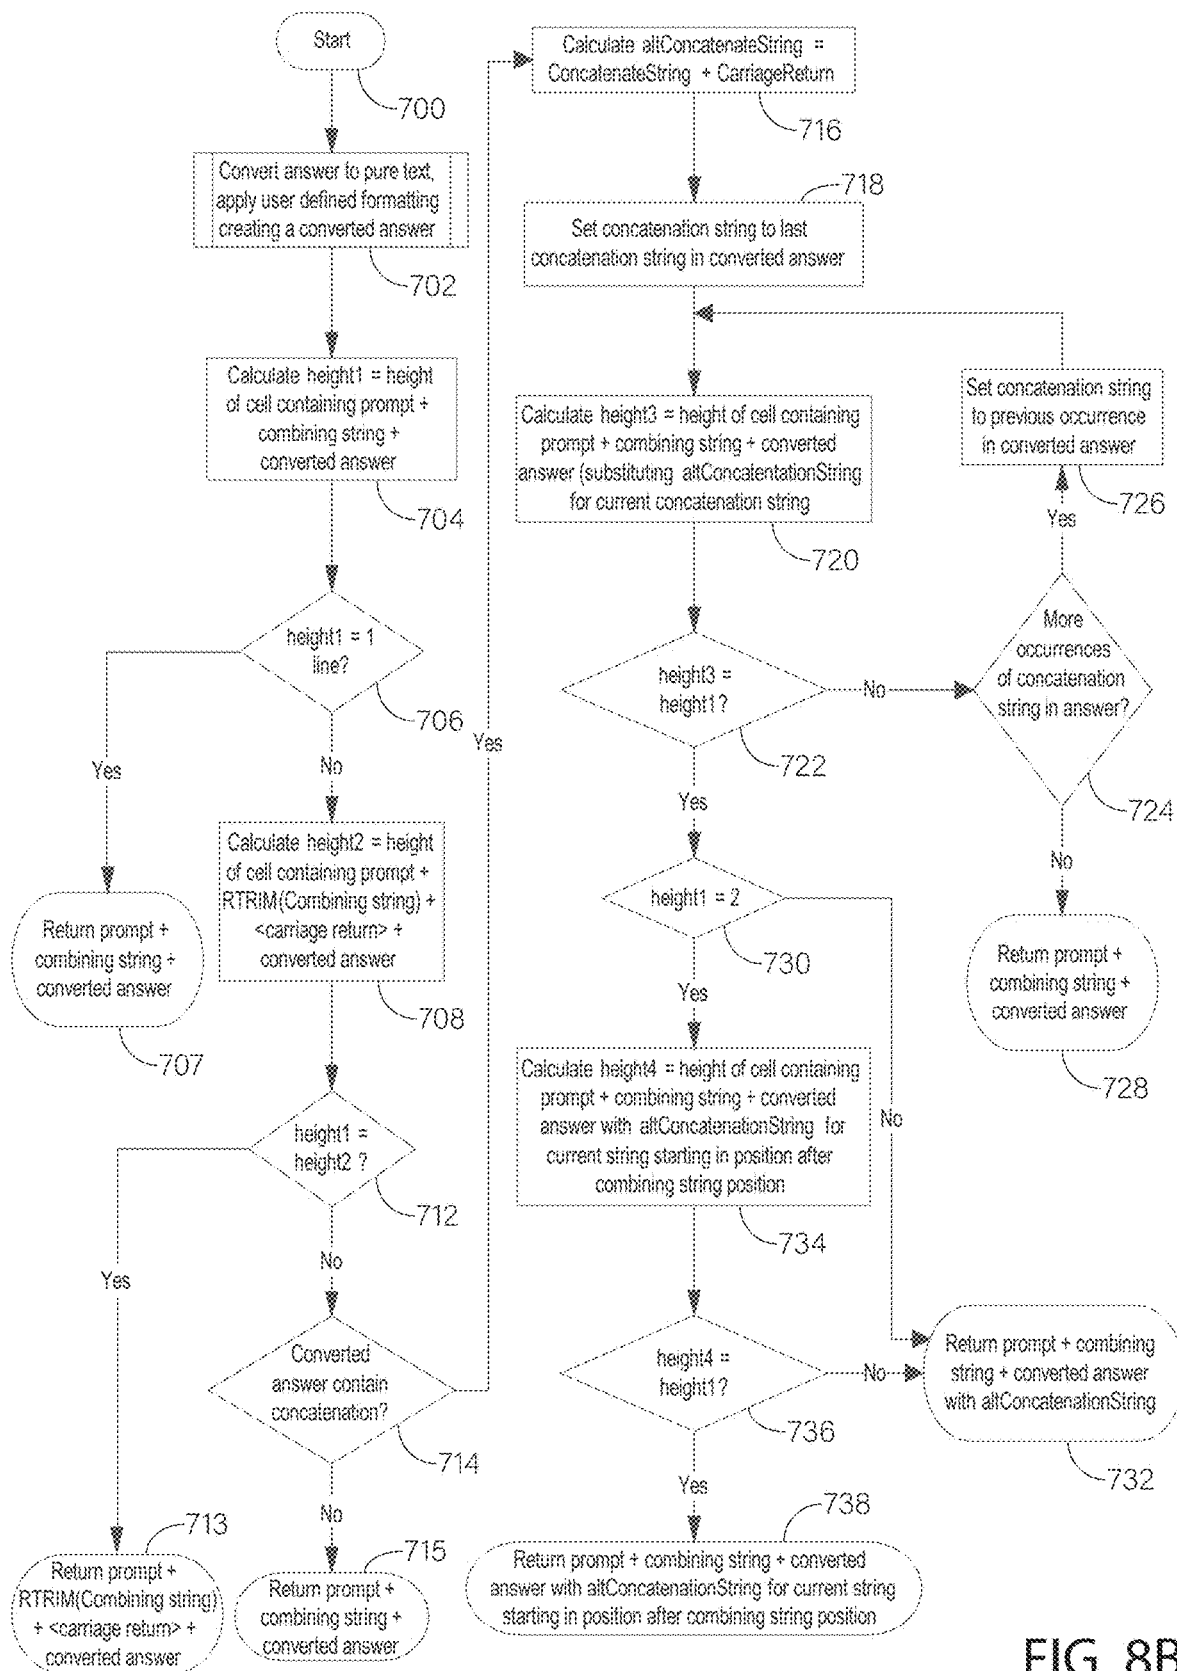 Start
700
Convert answer to pure text,
apply user defined formatting
creating a converted answer
702
Calculate height1 = height
of cell containing prompt +
combining string +
converted answer
704
height1 = 1
line?
706
Yes
No
Return prompt +
combining string +
converted answer
707
Calculate height2 = height
of cell containing prompt +
RTRIM(Combining string) +
<carriage return> +
converted answer
708
height1 =
height2 ?
712
Yes
No
Converted
answer contain
concatenation?
714
Yes
No
713
Return prompt +
RTRIM(Combining string)
+ <carriage return> +
converted answer
715
Return prompt +
combining string +
converted answer
Calculate altConcatenateString =
ConcatenateString + CarriageReturn
716
718
Set concatenation string to last
concatenation string in converted answer
Calculate height3 = height of cell containing
prompt + combining string + converted
answer (substituting altConcalentationString
for current concatenation string
720
height3 =
height1?
722
No
Yes
Set concatenation string
to previous occurrence
in converted answer
726
Yes
More
occurrences
of concatenation
string in answer?
724
No
Return prompt +
combining string +
converted answer
728
height1 = 2
730
Yes
No
Calculate height4 = height of cell containing
prompt + combining string + converted
answer with altConcatenationString for
current string starting in position after
combining string position
734
height4 =
height1?
736
No
Yes
Return prompt + combining
string + converted answer
with altConcatenationString
732
738
Return prompt + combining string + converted
answer with altConcatenationString for current string
starting in position after combining string position
FIG. 8B